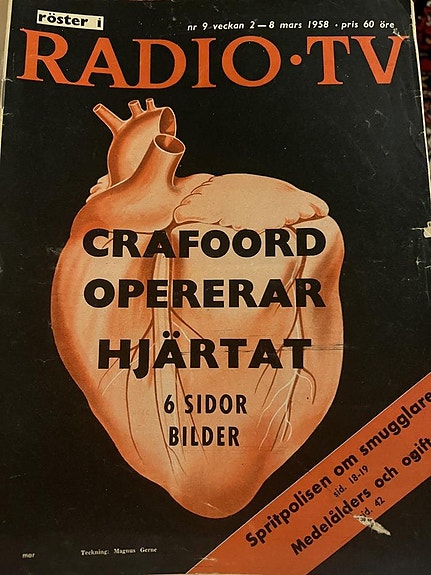 röster i
nr 9 veckan 2—8 mars 1958 · pris 60 öre
RADIO·TV
CRAFOORD
OPERERAR
HJÄRTAT
6 SIDOR
BILDER
Spritpolisen om smugglare
sid. 18-19
Medelålders och ogift
sid. 42
mar
Teckning: Magnus Gerne